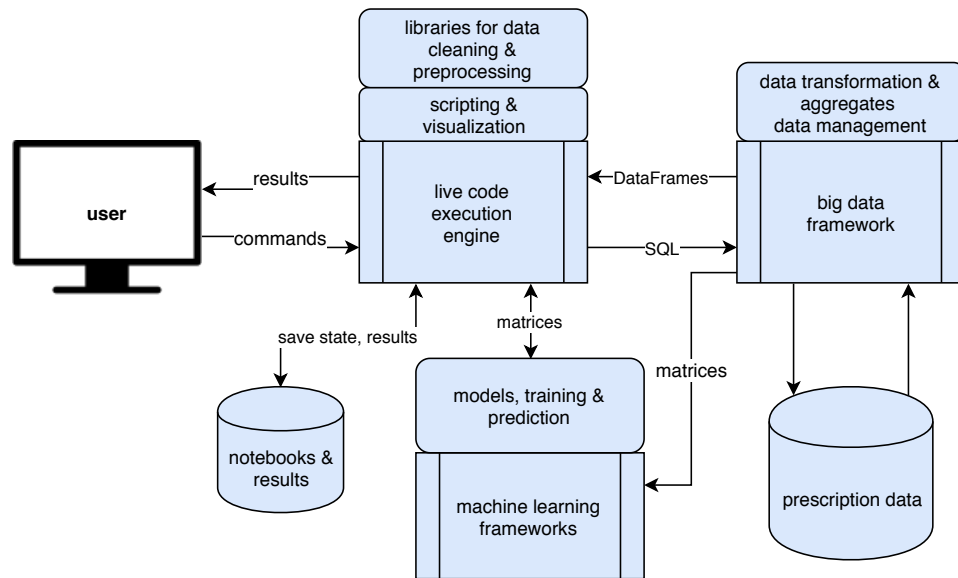 libraries for data
cleaning &
preprocessing
scripting &
visualization
data transformation &
aggregates
data management
results
user
commands
live code
execution
engine
DataFrames
SQL
big data
framework
save state, results
matrices
matrices
models, training &
prediction
notebooks &
results
machine learning
frameworks
prescription data